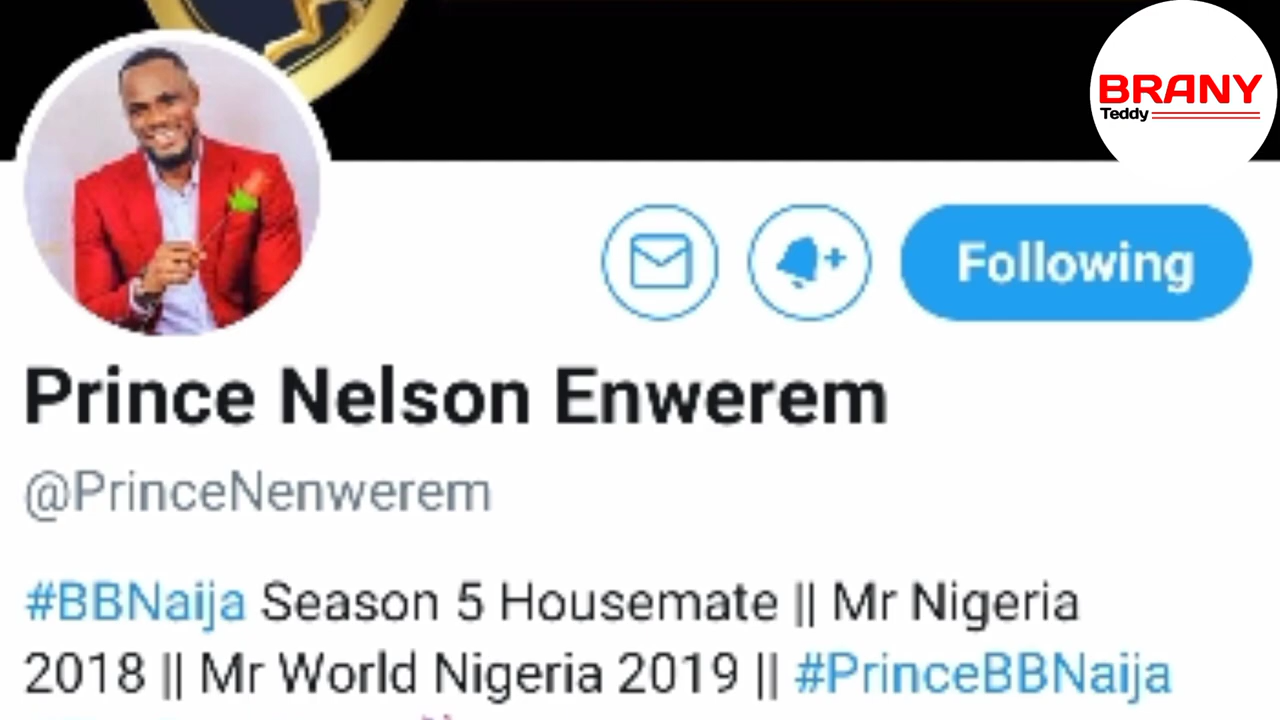 BRANY
Teddy
Following
Prince Nelson Enwerem
@PrinceNenwerem
#BBNaija Season 5 Housemate || Mr Nigeria
2018 || Mr World Nigeria 2019 || #PrinceBBNaija